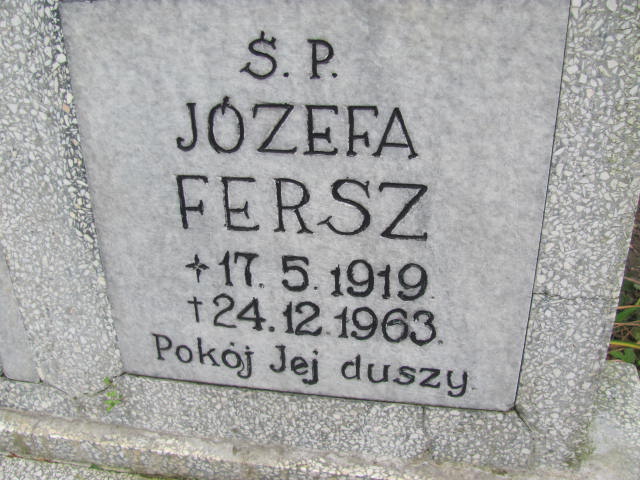 Ś. P.
JÓZEFA
FERSZ
✦ 17. 5. 1919.
† 24. 12. 1963.
Pokój Jej duszy.